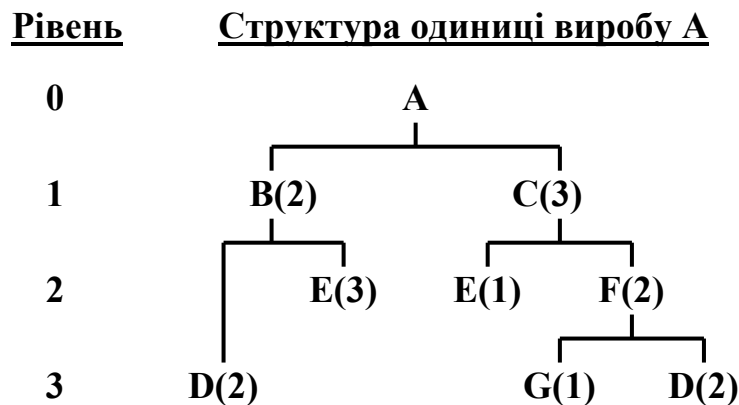 Рівень Структура одиниці виробу А
0 А
1 В(2) С(3)
2 Е(3) Е(1) F(2)
3 D(2) G(1) D(2)